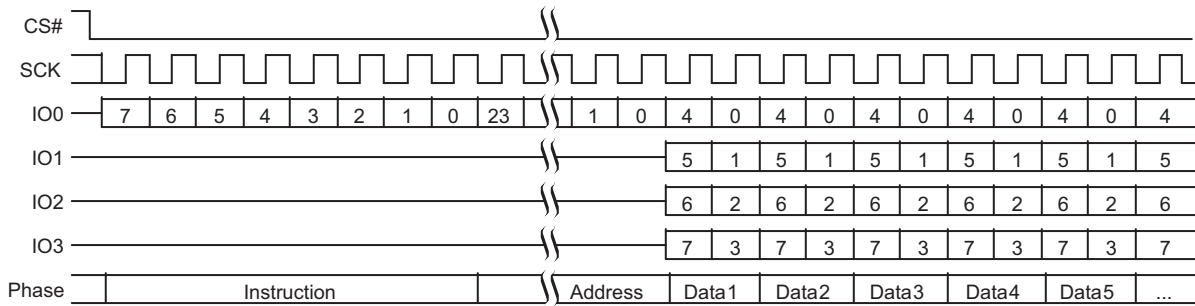 CS#
SCK
IO0 7 6 5 4 3 2 1 0 23 1 0 4 0 4 0 4 0 4 0 4 0 4
IO1 5 1 5 1 5 1 5 1 5 1 5
IO2 6 2 6 2 6 2 6 2 6 2 6
IO3 7 3 7 3 7 3 7 3 7 3 7
Phase Instruction Address Data1 Data2 Data3 Data4 Data5 ...